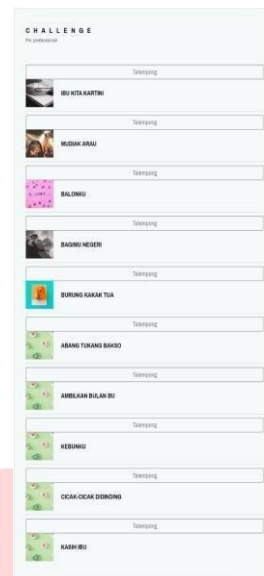 CHALLENGE
For professional
Talempong
IBU KITA KARTINI
Talempong
MUDIAK ARAU
Talempong
BALONKU
Talempong
BAGIMU NEGERI
Talempong
BURUNG KAKAK TUA
Talempong
ABANG TUKANG BAKSO
Talempong
AMBILKAN BULAN BU
Talempong
KEBUNKU
Talempong
CICAK-CICAK DIDINDING
Talempong
KASIH IBU